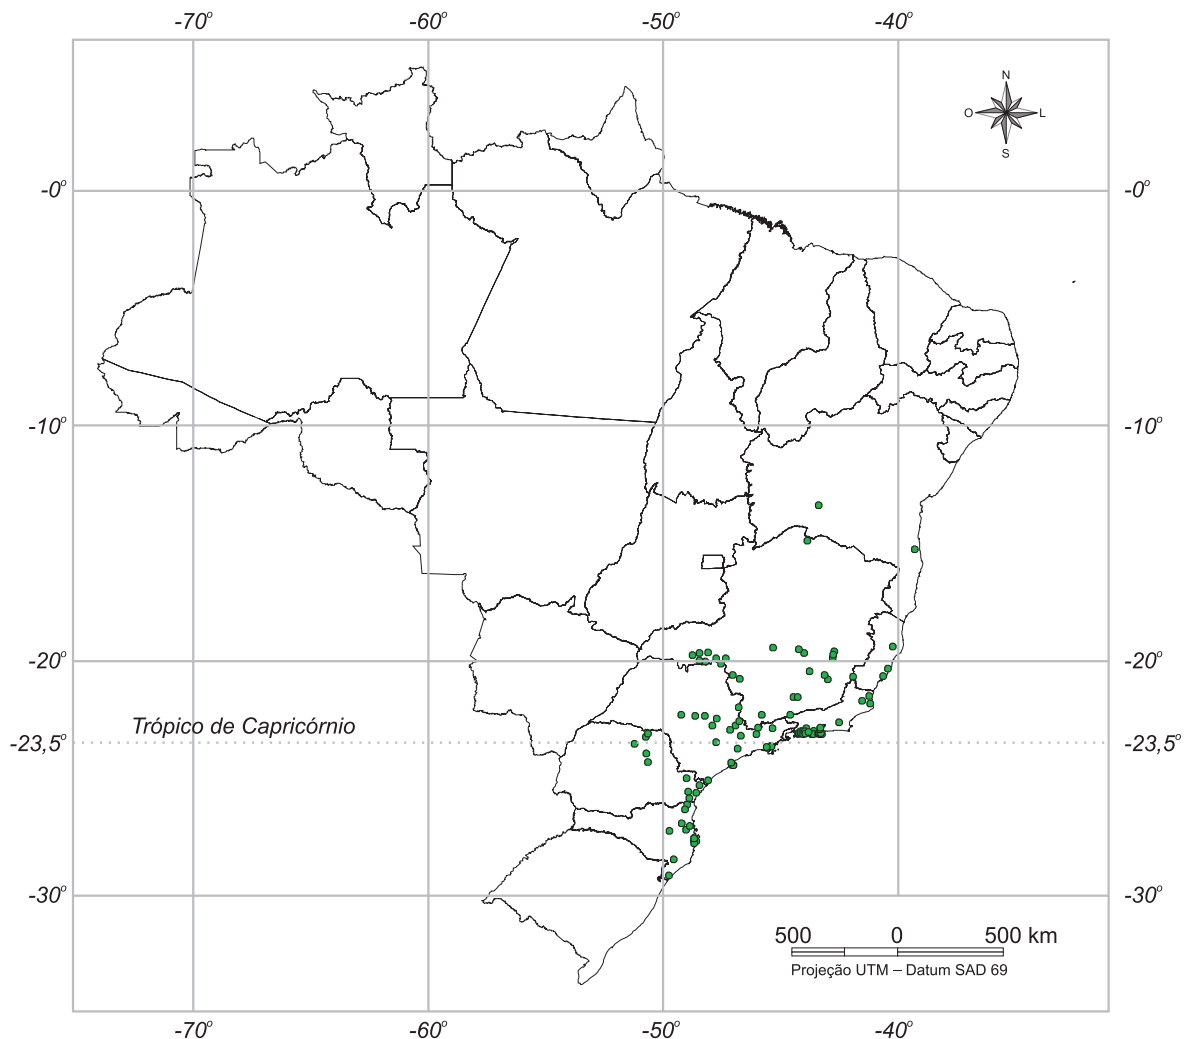 -70° -60° -50° -40°
N
O L
S
-0° -0°
-10° -10°
-20° -20°
Trópico de Capricórnio
-23,5° -23,5°
-30° -30°
500 0 500 km
Projeção UTM – Datum SAD 69
-70° -60° -50° -40°